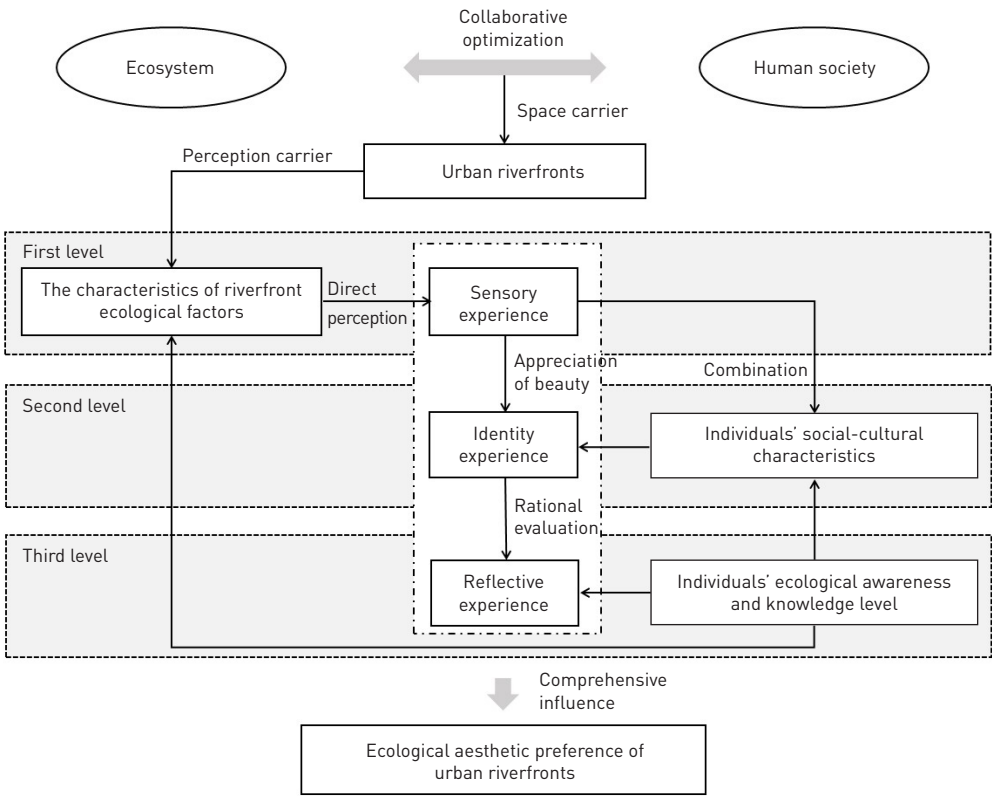 Collaborative
optimization
Ecosystem
Human society
Space carrier
Perception carrier
Urban riverfronts
First level
The characteristics of riverfront
ecological factors
Direct
perception
Sensory
experience
Appreciation
of beauty
Combination
Second level
Identity
experience
Individuals’ social-cultural
characteristics
Rational
evaluation
Third level
Reflective
experience
Individuals’ ecological awareness
and knowledge level
Comprehensive
influence
Ecological aesthetic preference of
urban riverfronts